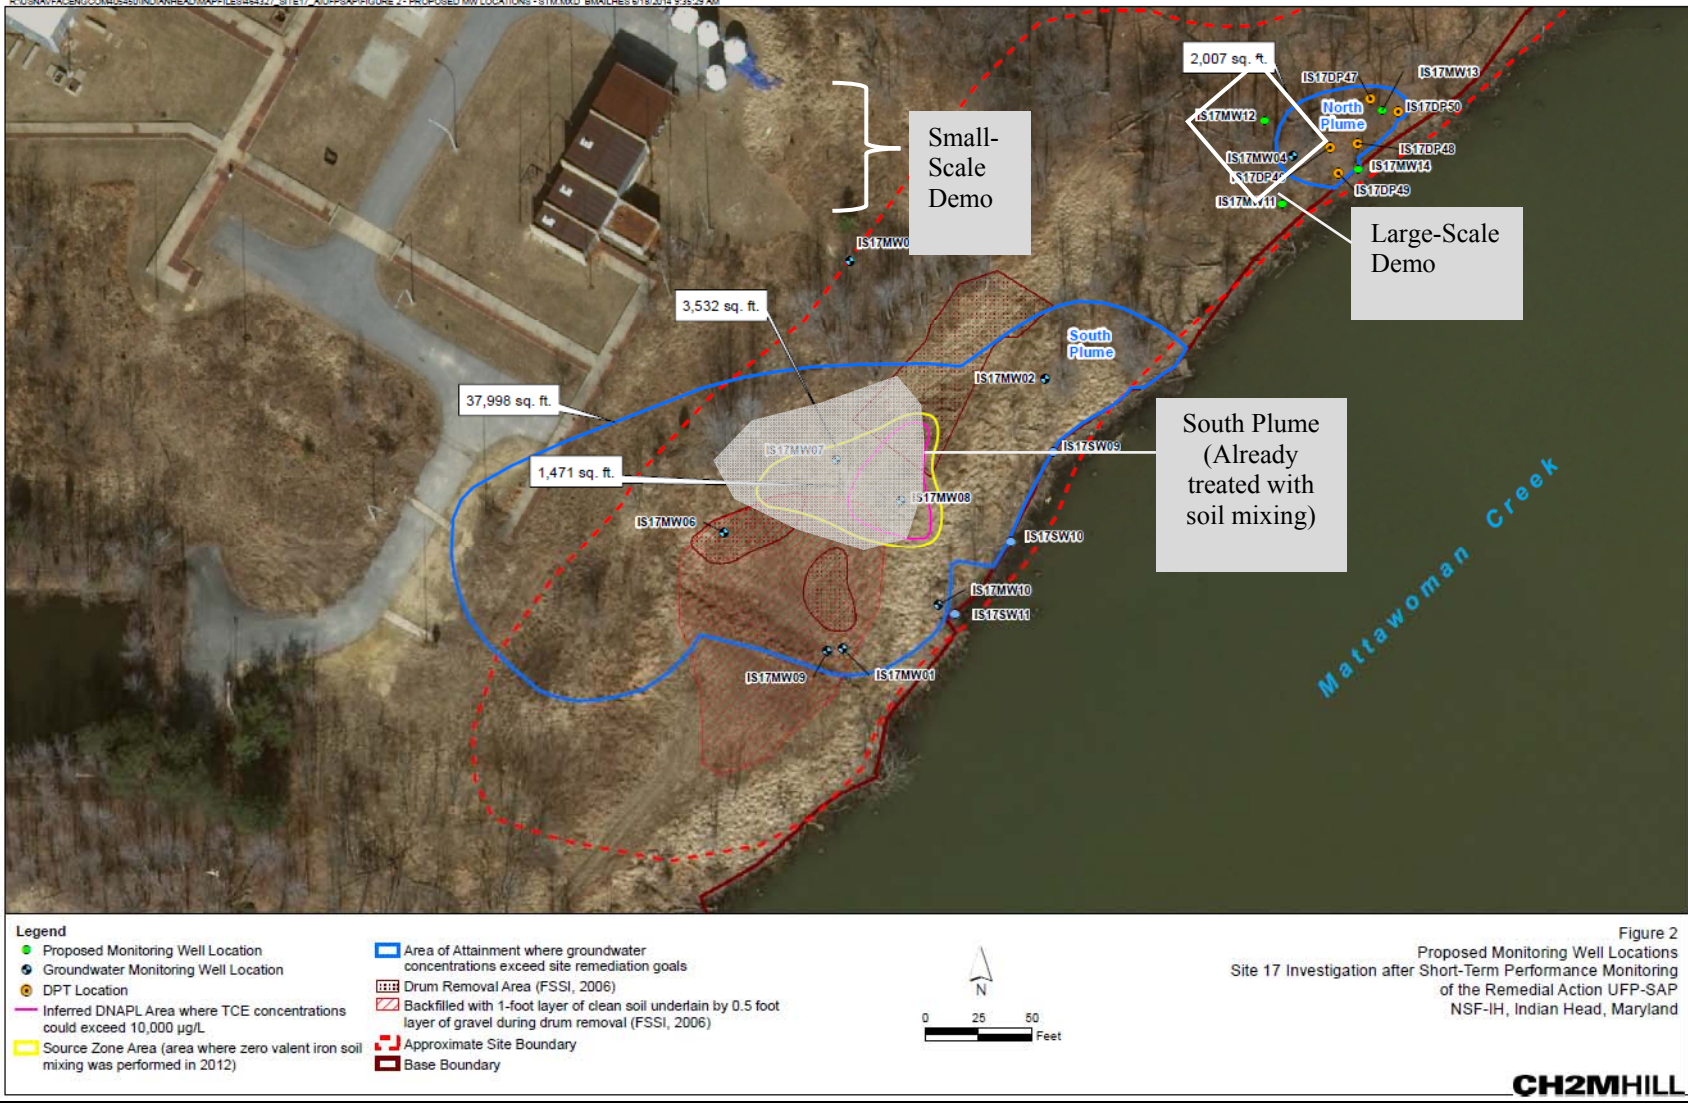 2,007 sq. ft.
IS17DP47
IS17MW13
IS17DP50
North
Plume
IS17MW12
IS17DP48
IS17MW04
IS17MW14
IS17DP49
IS17MW11
Small-
Scale
Demo
Large-Scale
Demo
3,532 sq. ft.
South
Plume
IS17MW02
37,998 sq. ft.
South Plume
(Already
treated with
soil mixing)
IS17SW09
IS17MW07
1,471 sq. ft.
IS17MW08
IS17MW06
IS17SW10
IS17MW10
IS17SW11
IS17MW09
IS17MW01
Mattawoman Creek
Legend
Proposed Monitoring Well Location
Groundwater Monitoring Well Location
DPT Location
Inferred DNAPL Area where TCE concentrations
could exceed 10,000 µg/L
Source Zone Area (area where zero valent iron soil
mixing was performed in 2012)
Area of Attainment where groundwater
concentrations exceed site remediation goals
Drum Removal Area (FSSI, 2006)
Backfilled with 1-foot layer of clean soil underlain by 0.5 foot
layer of gravel during drum removal (FSSI, 2006)
Approximate Site Boundary
Base Boundary
N
0 25 50
Feet
Figure 2
Proposed Monitoring Well Locations
Site 17 Investigation after Short-Term Performance Monitoring
of the Remedial Action UFP-SAP
NSF-IH, Indian Head, Maryland
CH2MHILL